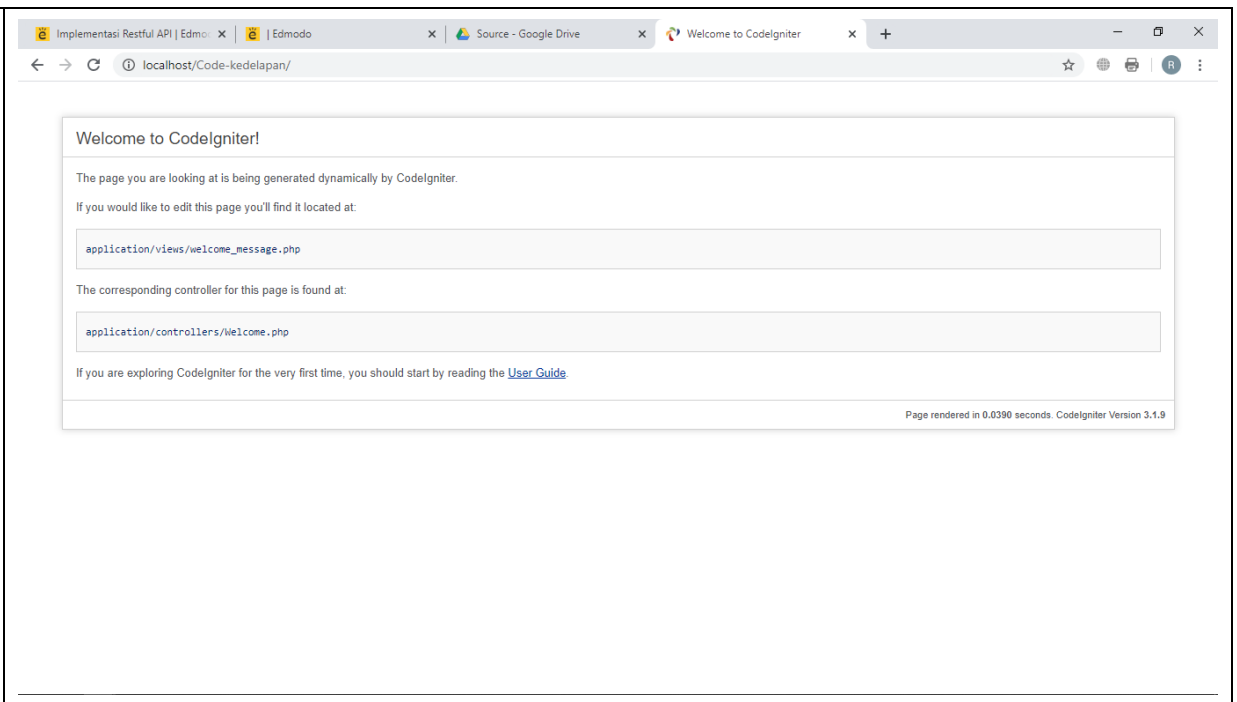 Implementasi Restful API | Edmo
| Edmodo
Source - Google Drive
Welcome to CodeIgniter
localhost/Code-kedelapan/
R
Welcome to CodeIgniter!
The page you are looking at is being generated dynamically by CodeIgniter.
If you would like to edit this page you'll find it located at:
application/views/welcome_message.php
The corresponding controller for this page is found at:
application/controllers/Welcome.php
If you are exploring CodeIgniter for the very first time, you should start by reading the User Guide.
Page rendered in 0.0390 seconds. CodeIgniter Version 3.1.9